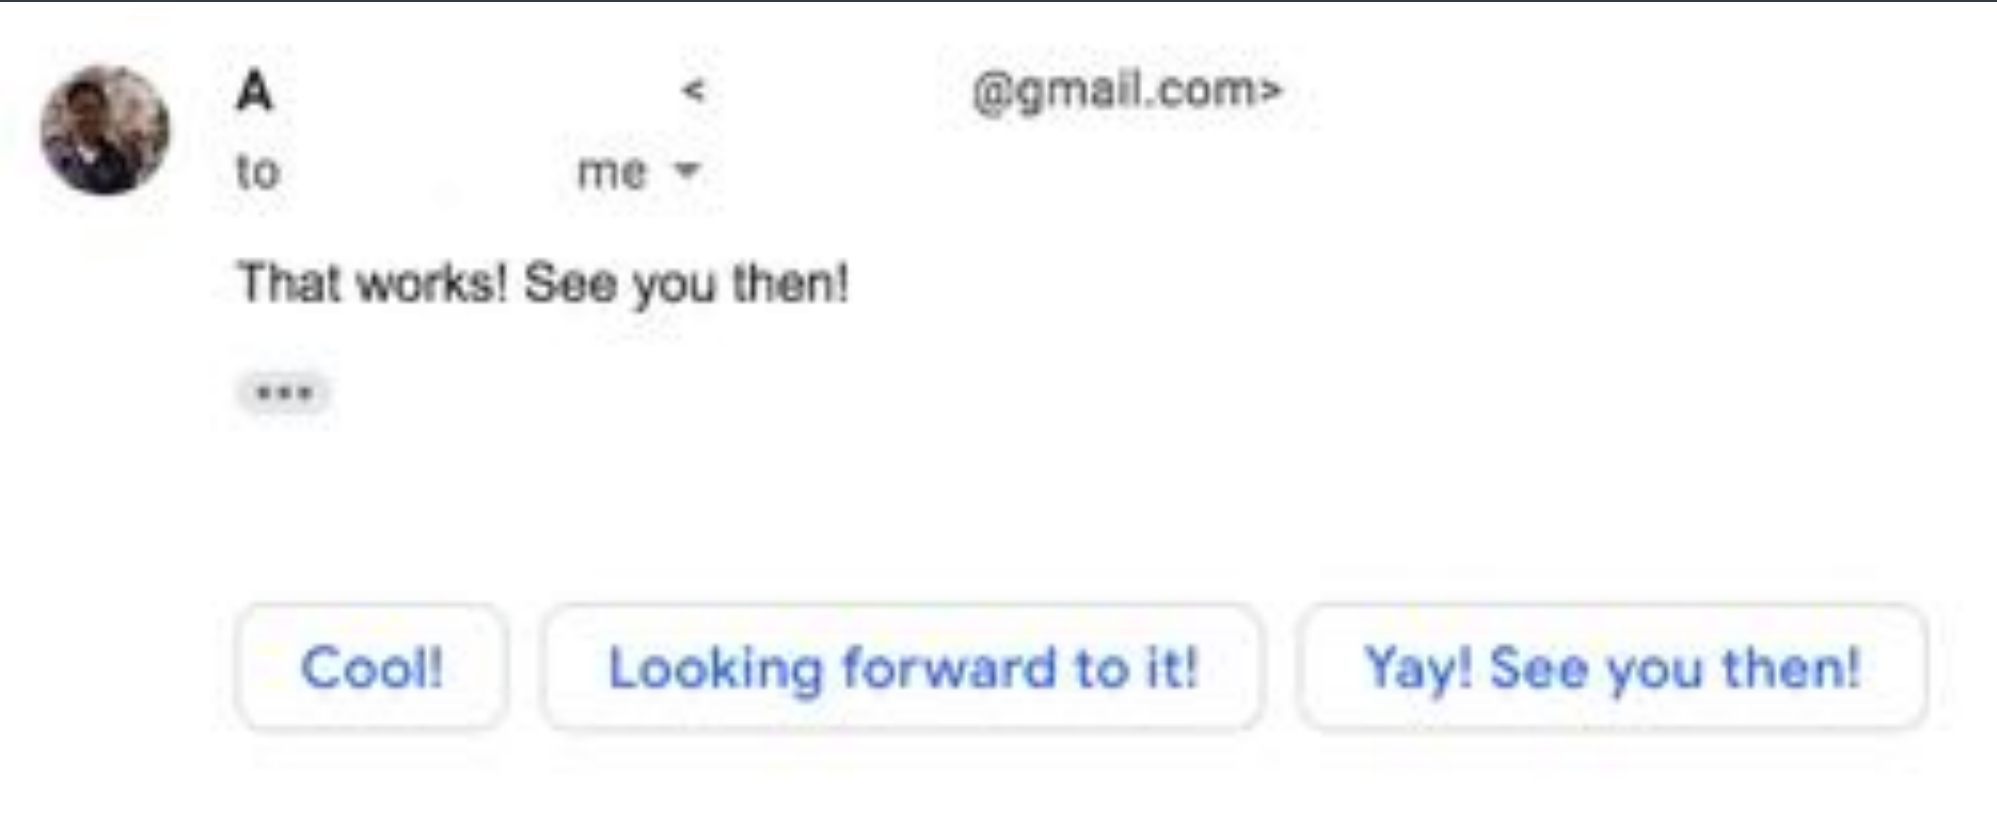 A < @gmail.com>
to me
That works! See you then!
Cool! Looking forward to it! Yay! See you then!